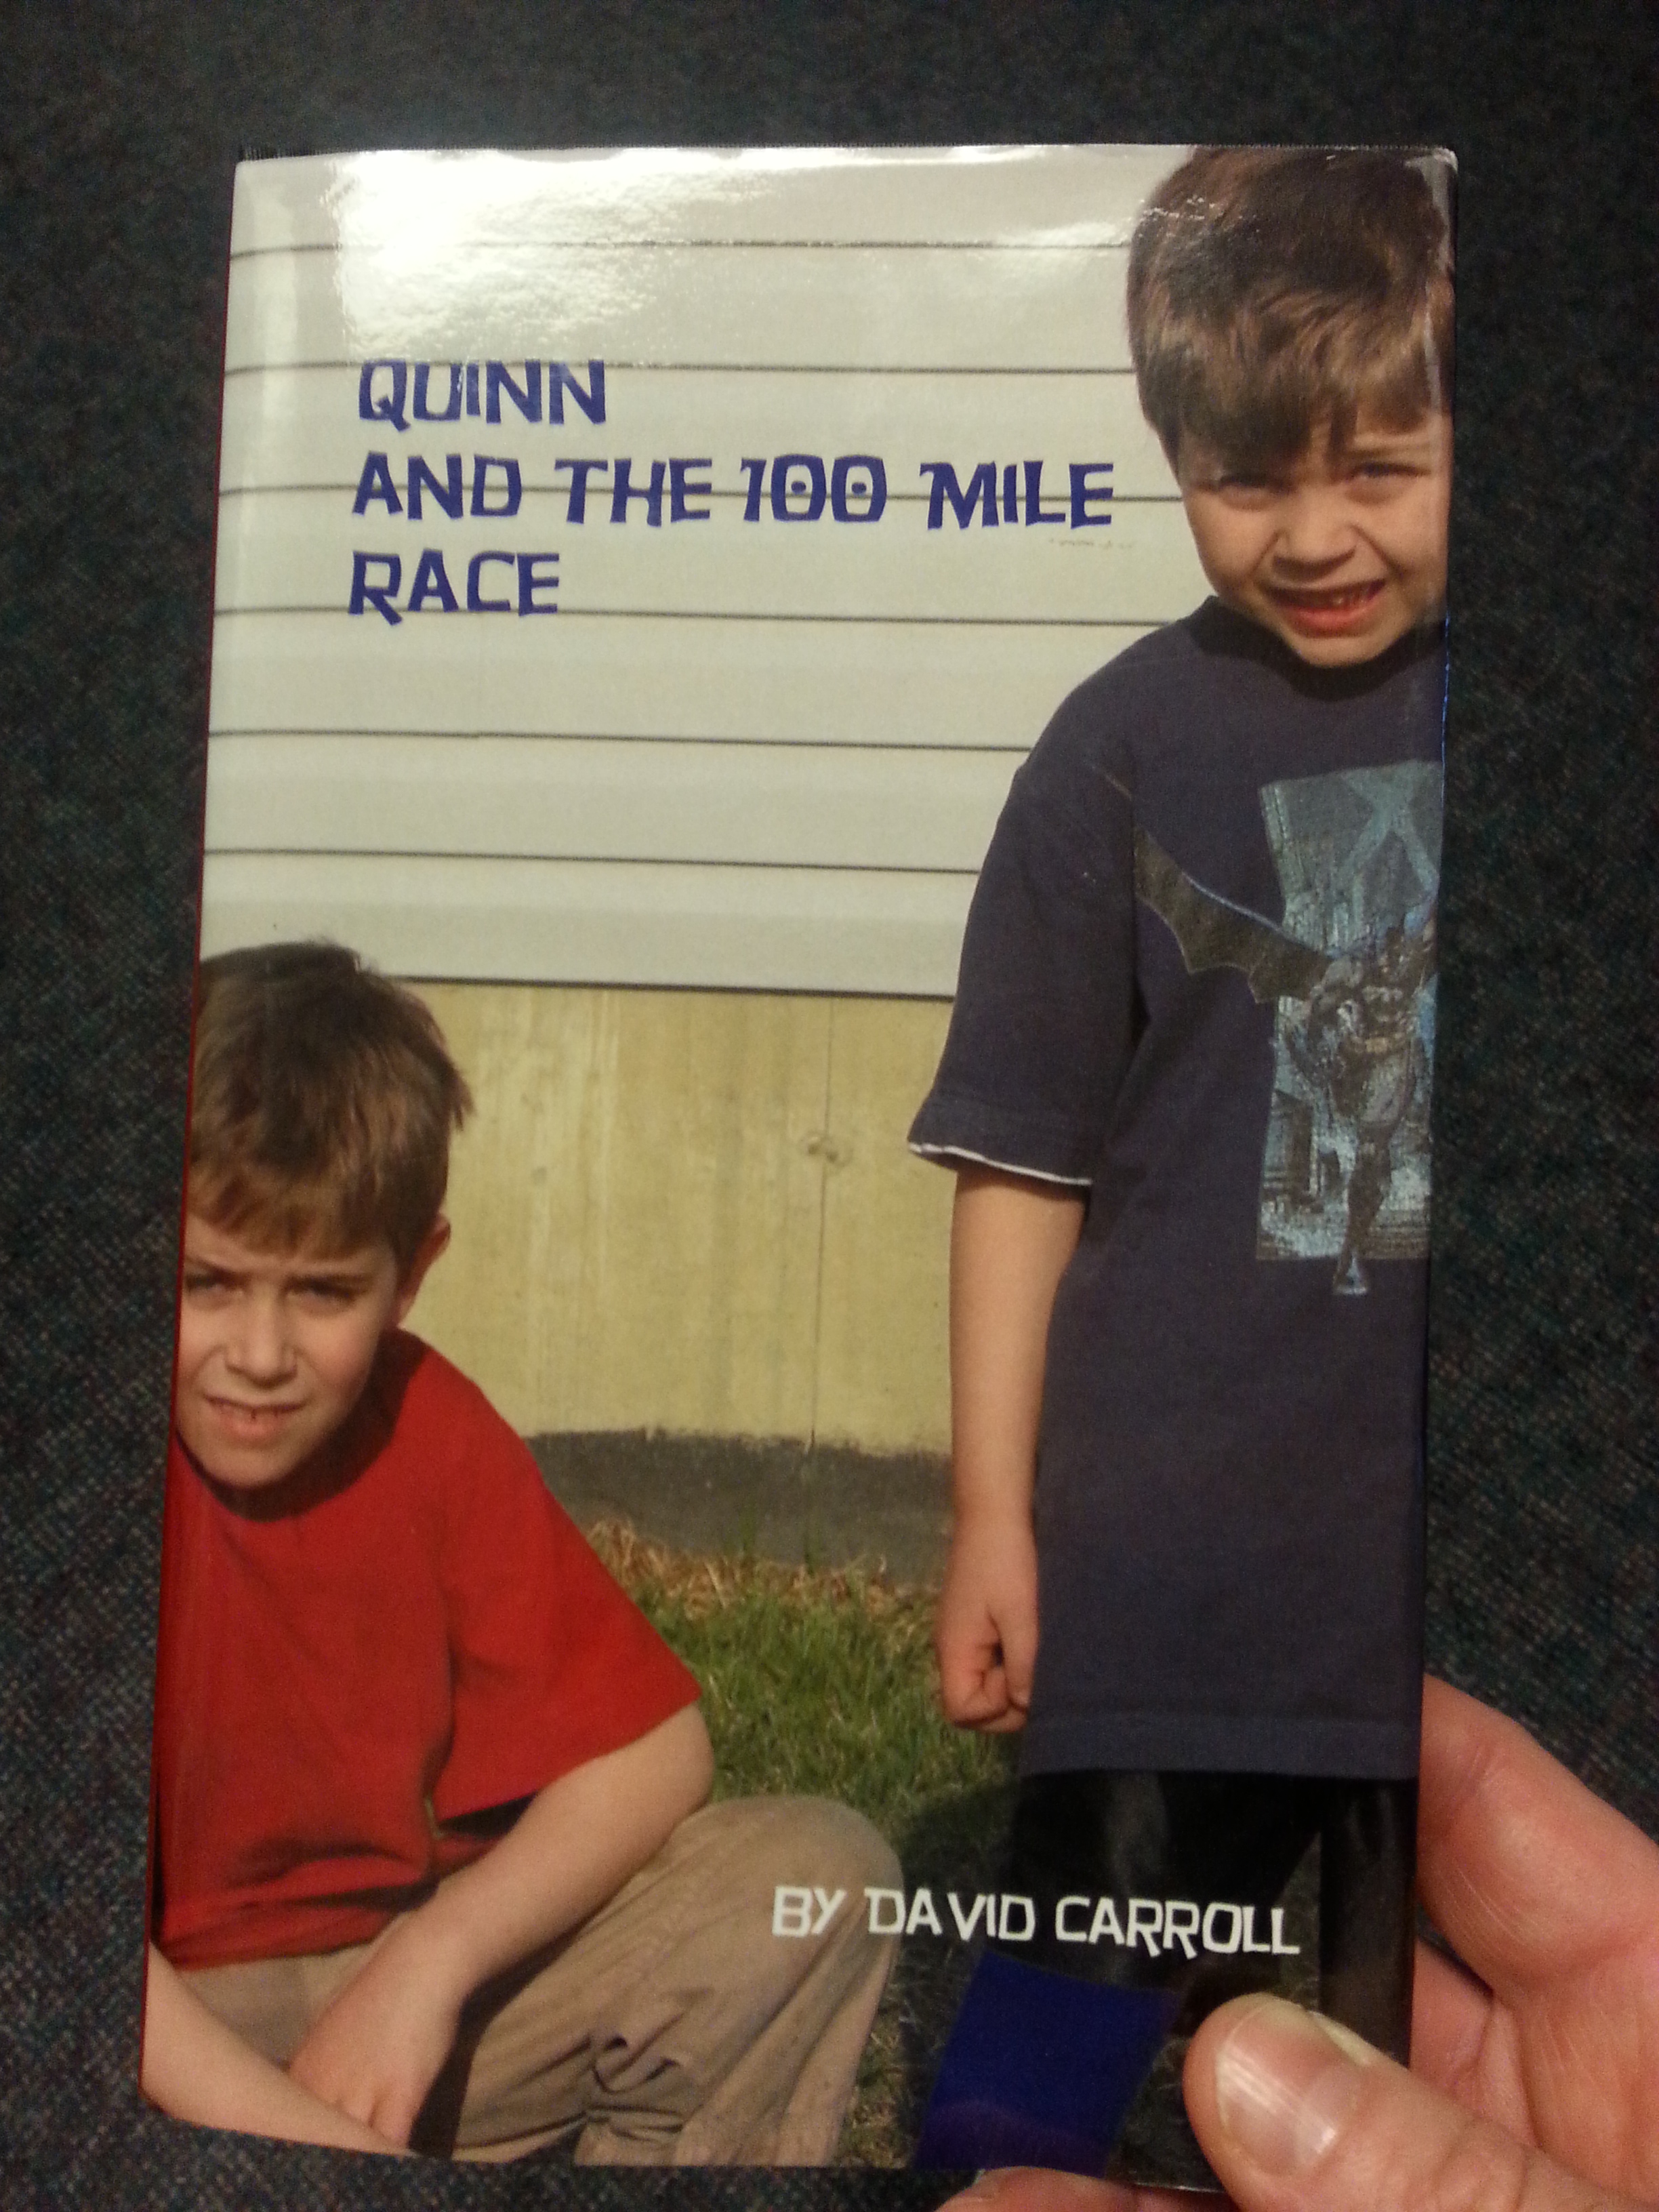 QUINN
AND THE 100 MILE
RACE
BY DAVID CARROLL